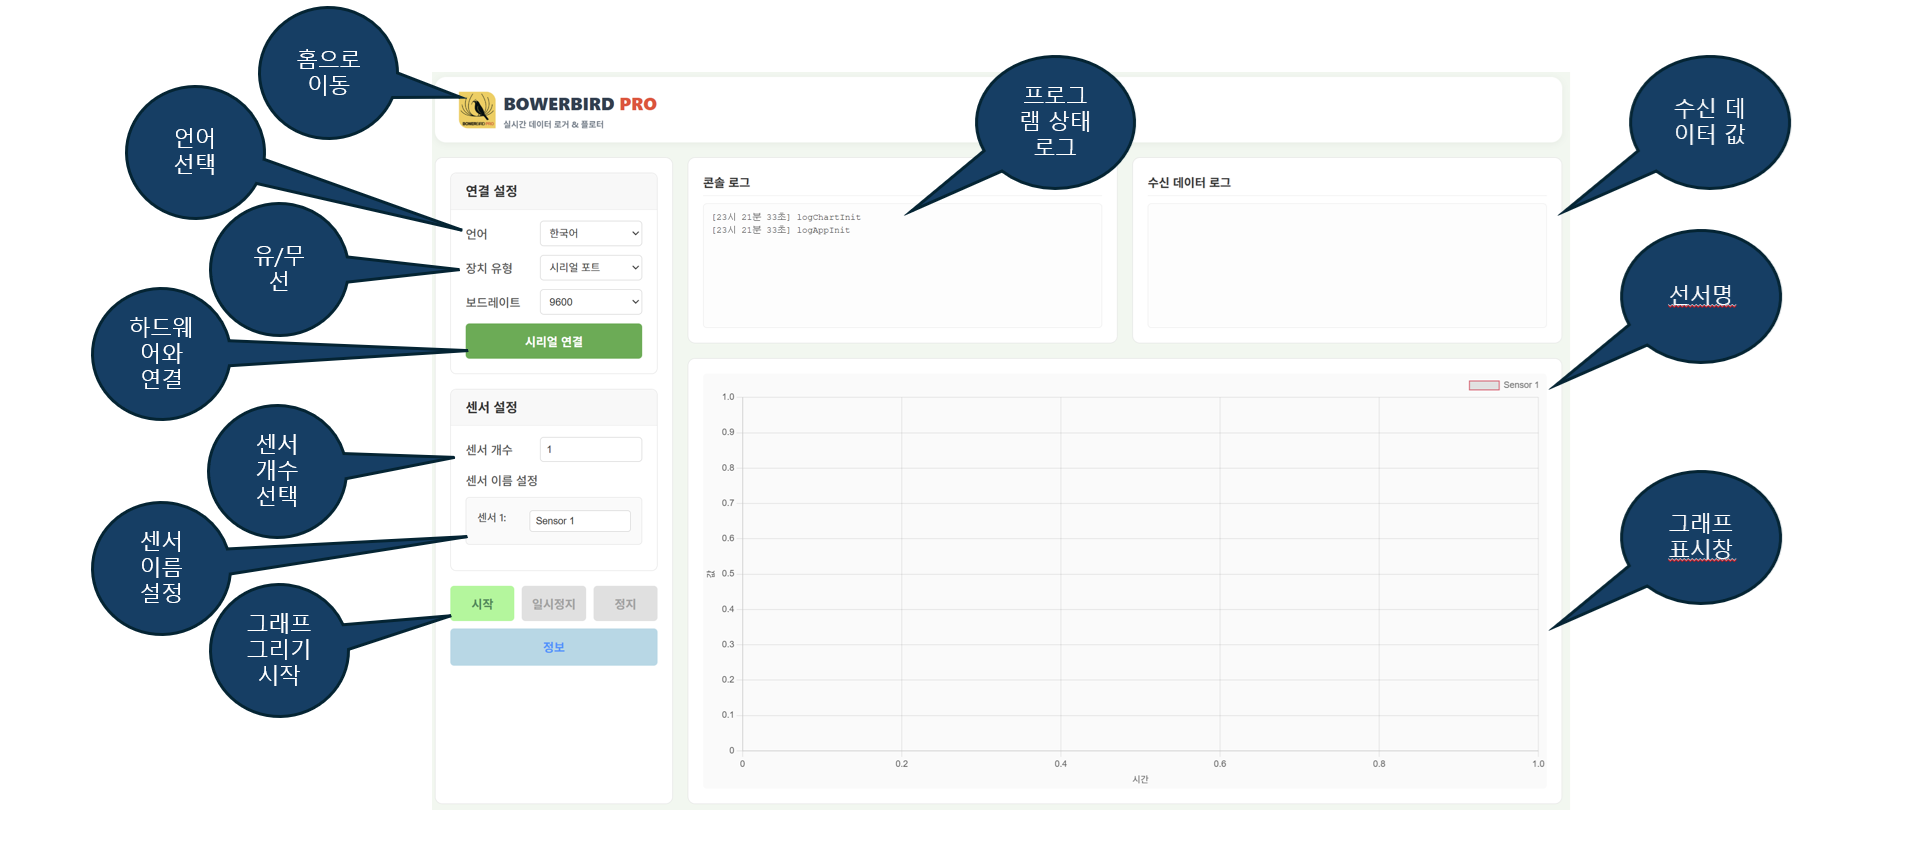 홈으로
이동
언어
선택
유/무
선
하드웨
어와
연결
센서
개수
선택
센서
이름
설정
그래프
그리기
시작
프로그
램 상태
로그
수신 데
이터 값
선서명
그래프
표시창
BOWERBIRD PRO
BOWERBIRD PRO
실시간 데이터 로거 & 플로터
연결 설정
언어
한국어
장치 유형
시리얼 포트
보드레이트
9600
시리얼 연결
센서 설정
센서 개수
1
센서 이름 설정
센서 1:
Sensor 1
시작
일시정지
정지
정보
콘솔 로그
[23시 21분 33초] logChartInit
[23시 21분 33초] logAppInit
수신 데이터 로그
Sensor 1
1.0
0.9
0.8
0.7
0.6
0.5
0.4
0.3
0.2
0.1
0
값
0
0.2
0.4
0.6
0.8
1.0
시간